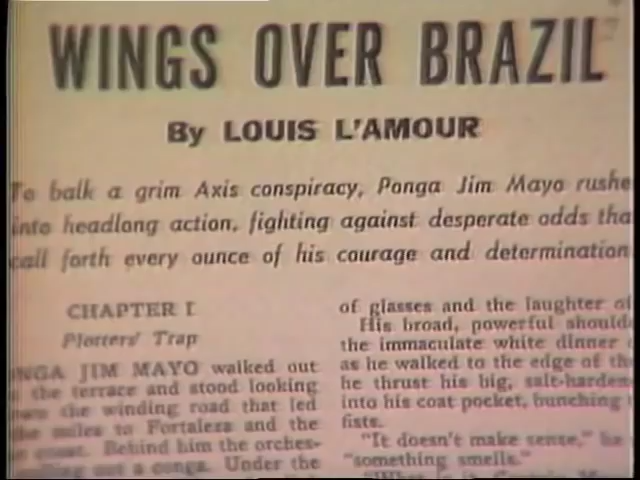 WINGS OVER BRAZIL
By LOUIS L'AMOUR
To balk a grim Axis conspiracy, Ponga Jim Mayo rushe
into headlong action, fighting against desperate odds tha
call forth every ounce of his courage and determination
CHAPTER I
Plotters' Trap
NGA JIM MAYO walked out
the terrace and stood looking
the winding road that led
miles to Fortaleza and the
coast. Behind him the orches-
out a conga. Under the
of glasses and the laughter of
His broad, powerful should
the immaculate white dinner
as he walked to the edge of th
he thrust his big, salt-harden
into his coat pocket, bunching
fists.
"It doesn't make sense," he
"something smells."